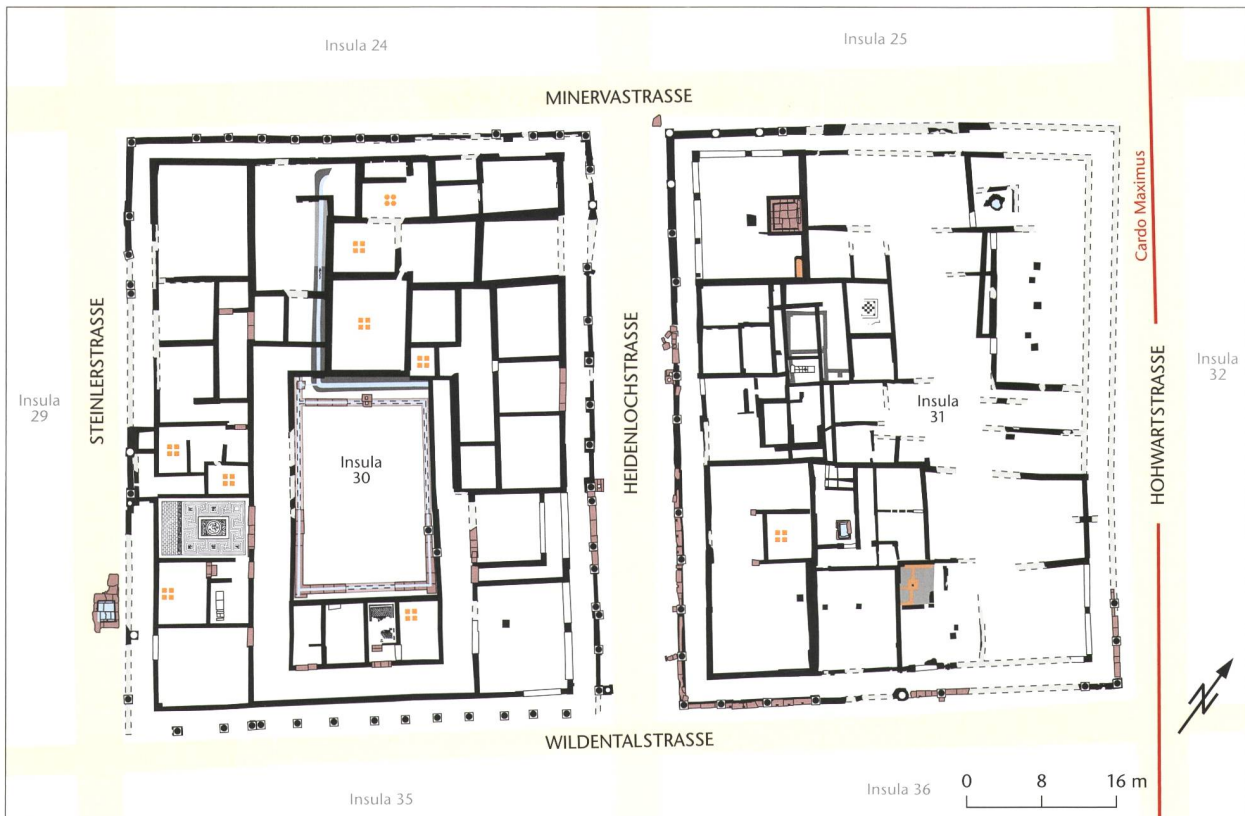 Insula 24
Insula 25
MINERVASTRASSE
Cardo Maximus
STEINLERSTRASSE
HEIDENLOCHSTRASSE
HOHWARTSTRASSE
Insula
29
Insula
30
Insula
31
Insula
32
N
WILDENTALSTRASSE
Insula 35
Insula 36
0 8 16 m